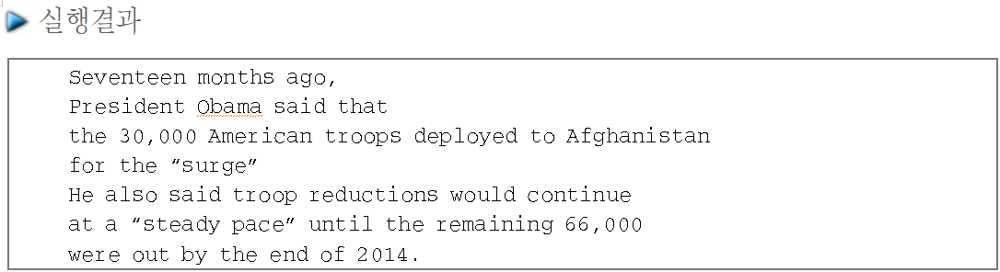 실행결과
Seventeen months ago,
President Obama said that
the 30,000 American troops deployed to Afghanistan
for the “surge”
He also said troop reductions would continue
at a “steady pace” until the remaining 66,000
were out by the end of 2014.